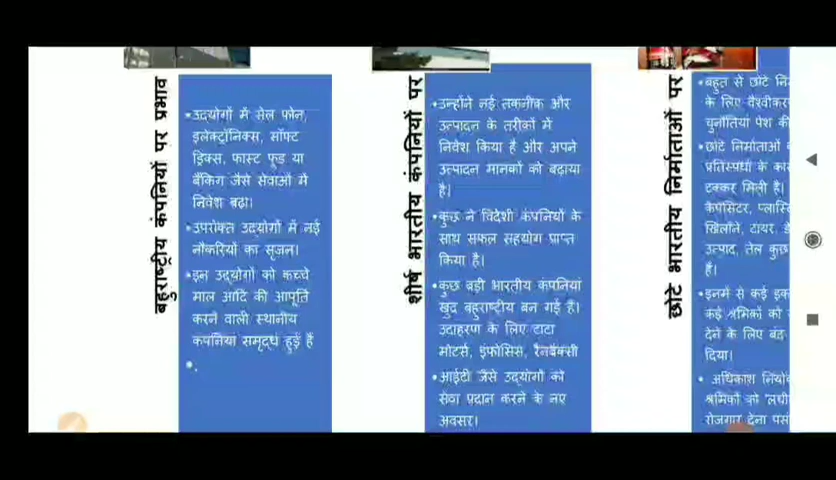 बहुराष्ट्रीय कंपनियों पर प्रभाव
•उद्योगों में सेल फोन,
इलेक्ट्रॉनिक्स, सॉफ्ट
ड्रिंक्स, फास्ट फूड या
बैंकिंग जैसे सेवाओं में
निवेश बढ़ा।
•उपरोक्त उद्योगों में नई
नौकरियों का सृजन।
•इन उद्योगों को कच्चे
माल आदि की आपूर्ति
करने वाली स्थानीय
कंपनियां समृद्ध हुई हैं
•.
शीर्ष भारतीय कंपनियों पर
•उन्होंने नई तकनीक और
उत्पादन के तरीकों में
निवेश किया है और अपने
उत्पादन मानकों को बढ़ाया
है।
•कुछ ने विदेशी कंपनियों के
साथ सफल सहयोग प्राप्त
किया है।
•कुछ बड़ी भारतीय कंपनियां
खुद बहुराष्ट्रीय बन गई हैं।
उदाहरण के लिए टाटा
मोटर्स, इंफोसिस, रैनबैक्सी
•आईटी जैसे उद्योगों को
सेवा प्रदान करने के नए
अवसर।
छोटे भारतीय निर्माताओं पर
•बहुत से छोटे
के लिए
चुनौतियां पेश
•छोटे निर्माताओं
प्रतिस्पर्धा के
टक्कर मिली है।
कैपेसिटर,
खिलौने, टायर,
उत्पाद, तेल कुछ
हैं।
•इनमें से कई
कई श्रमिकों को
देने के लिए बंद
दिया।
• अधिकांश
श्रमिकों को
रोजगार देना